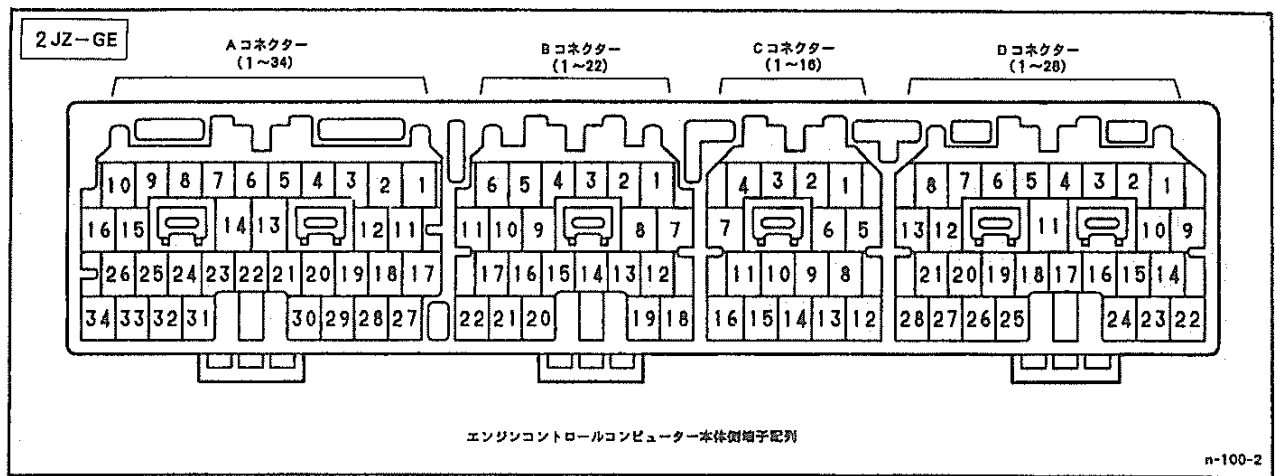 2JZ-GE
Aコネクター Bコネクター Cコネクター Dコネクター
(1~34) (1~22) (1~16) (1~28)
10 9 8 7 6 5 4 3 2 1 6 5 4 3 2 1 4 3 2 1 8 7 6 5 4 3 2 1
16 15 14 13 12 11 11 10 9 8 7 7 6 5 13 12 11 10 9
26 25 24 23 22 21 20 19 18 17 17 16 15 14 13 12 11 10 9 8 21 20 19 18 17 16 15 14
34 33 32 31 30 29 28 27 22 21 20 19 18 16 15 14 13 12 28 27 26 25 24 23 22
エンジンコントロールコンピューター本体側端子配列
n-100-2